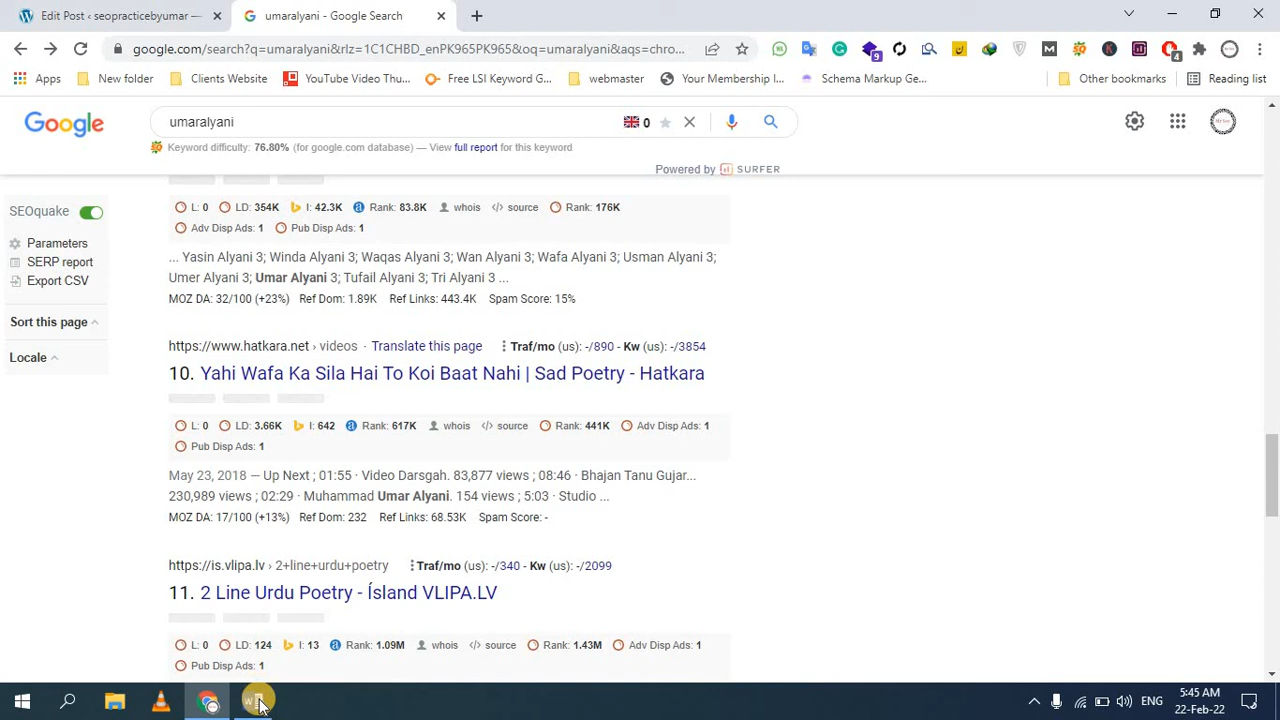 Edit Post ‹ seopracticebyumar —
umaralyani - Google Search
google.com/search?q=umaralyani&rlz=1C1CHBD_enPK965PK965&oq=umaralyani&aqs=chro...
9
4
Apps
New folder
Clients Website
YouTube Video Thu...
Free LSI Keyword G...
webmaster
Your Membership I...
Schema Markup Ge...
Other bookmarks
Reading list
Google
umaralyani
0
Keyword difficulty: 76.80% (for google.com database) — View full report for this keyword
Powered by SURFER
SEOquake
Parameters
SERP report
Export CSV
Sort this page
Locale
L: 0 LD: 354K I: 42.3K Rank: 83.8K whois source Rank: 176K
Adv Disp Ads: 1 Pub Disp Ads: 1
... Yasin Alyani 3; Winda Alyani 3; Waqas Alyani 3; Wan Alyani 3; Wafa Alyani 3; Usman Alyani 3;
Umer Alyani 3; Umar Alyani 3; Tufail Alyani 3; Tri Alyani 3 ...
MOZ DA: 32/100 (+23%) Ref Dom: 1.89K Ref Links: 443.4K Spam Score: 15%
https://www.hatkara.net › videos · Translate this page Traf/mo (us): -/890 - Kw (us): -/3854
10. Yahi Wafa Ka Sila Hai To Koi Baat Nahi | Sad Poetry - Hatkara
L: 0 LD: 3.66K I: 642 Rank: 617K whois source Rank: 441K Adv Disp Ads: 1
Pub Disp Ads: 1
May 23, 2018 — Up Next ; 01:55 · Video Darsgah. 83,877 views ; 08:46 · Bhajan Tanu Gujar...
230,989 views ; 02:29 · Muhammad Umar Alyani. 154 views ; 5:03 · Studio ...
MOZ DA: 17/100 (+13%) Ref Dom: 232 Ref Links: 68.53K Spam Score: -
https://is.vlipa.lv › 2+line+urdu+poetry Traf/mo (us): -/340 - Kw (us): -/2099
11. 2 Line Urdu Poetry - Ísland VLIPA.LV
L: 0 LD: 124 I: 13 Rank: 1.09M whois source Rank: 1.43M Adv Disp Ads: 1
Pub Disp Ads: 1
ENG
5:45 AM
22-Feb-22